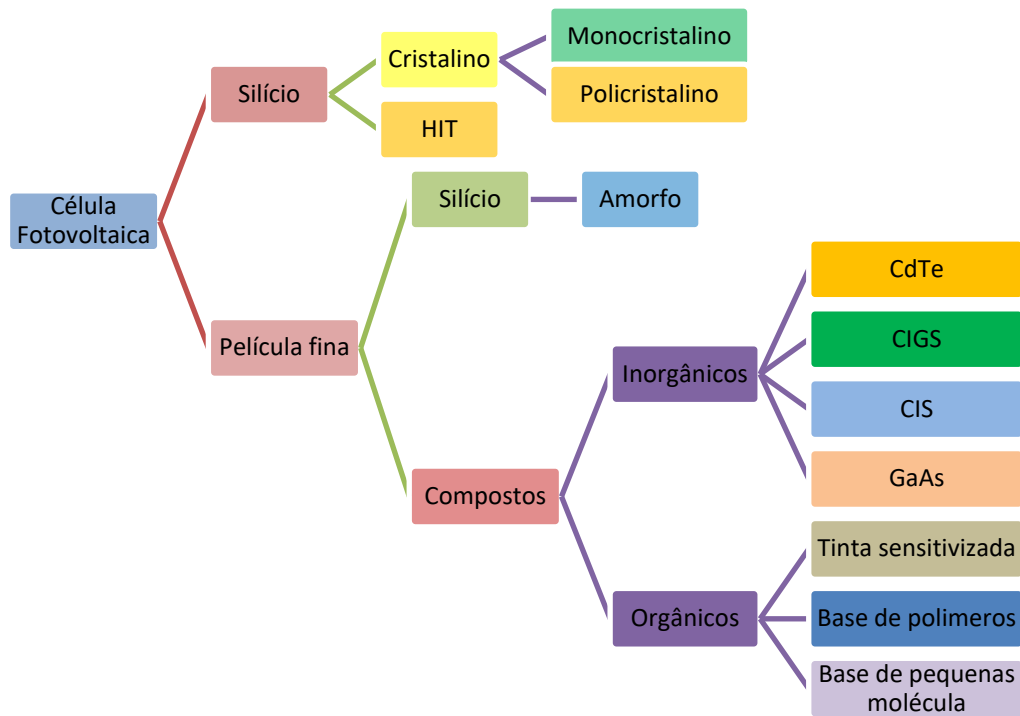 Célula
Fotovoltaica
Silício
Cristalino
Monocristalino
Policristalino
HIT
Película fina
Silício
Amorfo
Compostos
Inorgânicos
CdTe
CIGS
CIS
GaAs
Orgânicos
Tinta sensitivizada
Base de polimeros
Base de pequenas
molécula